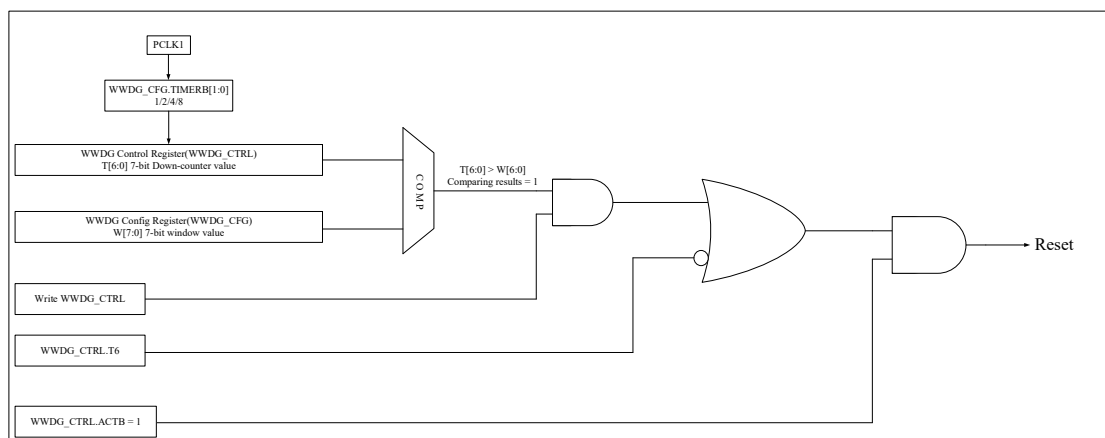 PCLK1
WWDG_CFG.TIMERB[1:0]
1/2/4/8
WWDG Control Register(WWDG_CTRL)
T[6:0] 7-bit Down-counter value
COMP
T[6:0] > W[6:0]
Comparing results = 1
WWDG Config Register(WWDG_CFG)
W[7:0] 7-bit window value
Reset
Write WWDG_CTRL
WWDG_CTRL.T6
WWDG_CTRL.ACTB = 1